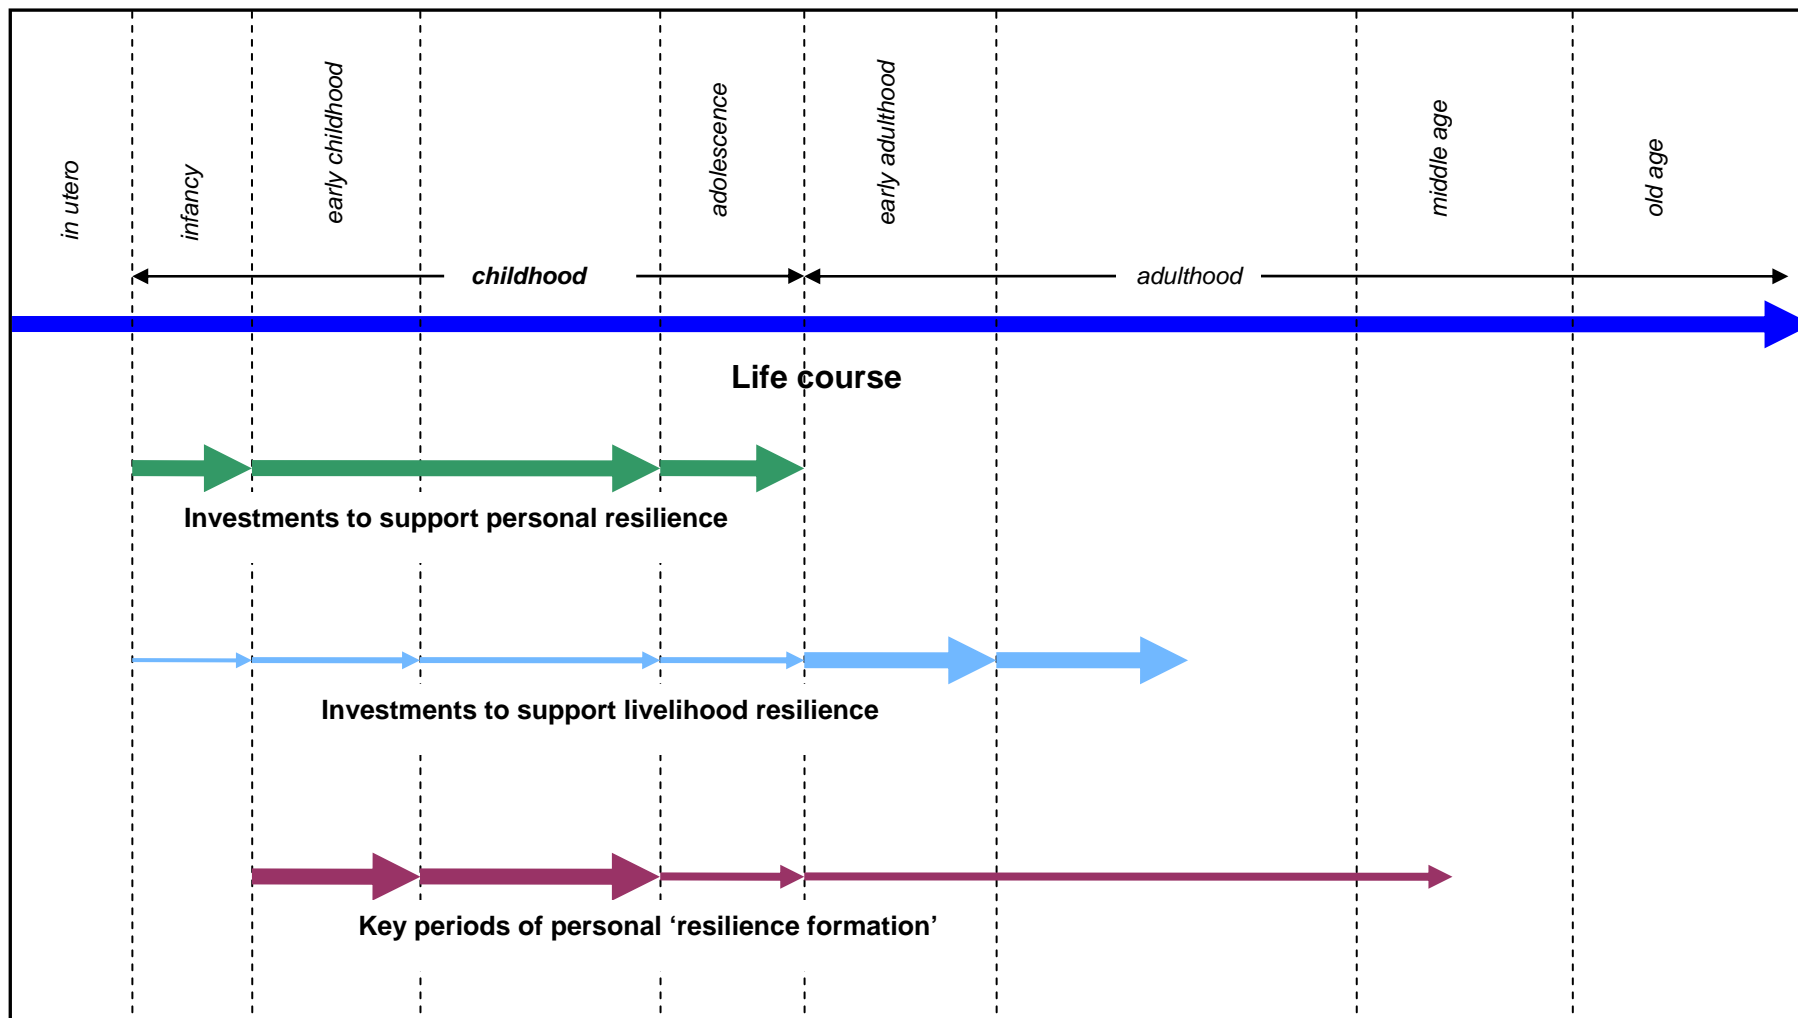 in utero
infancy
early childhood
adolescence
early adulthood
middle age
old age
childhood
adulthood
Life course
Investments to support personal resilience
Investments to support livelihood resilience
Key periods of personal ‘resilience formation’